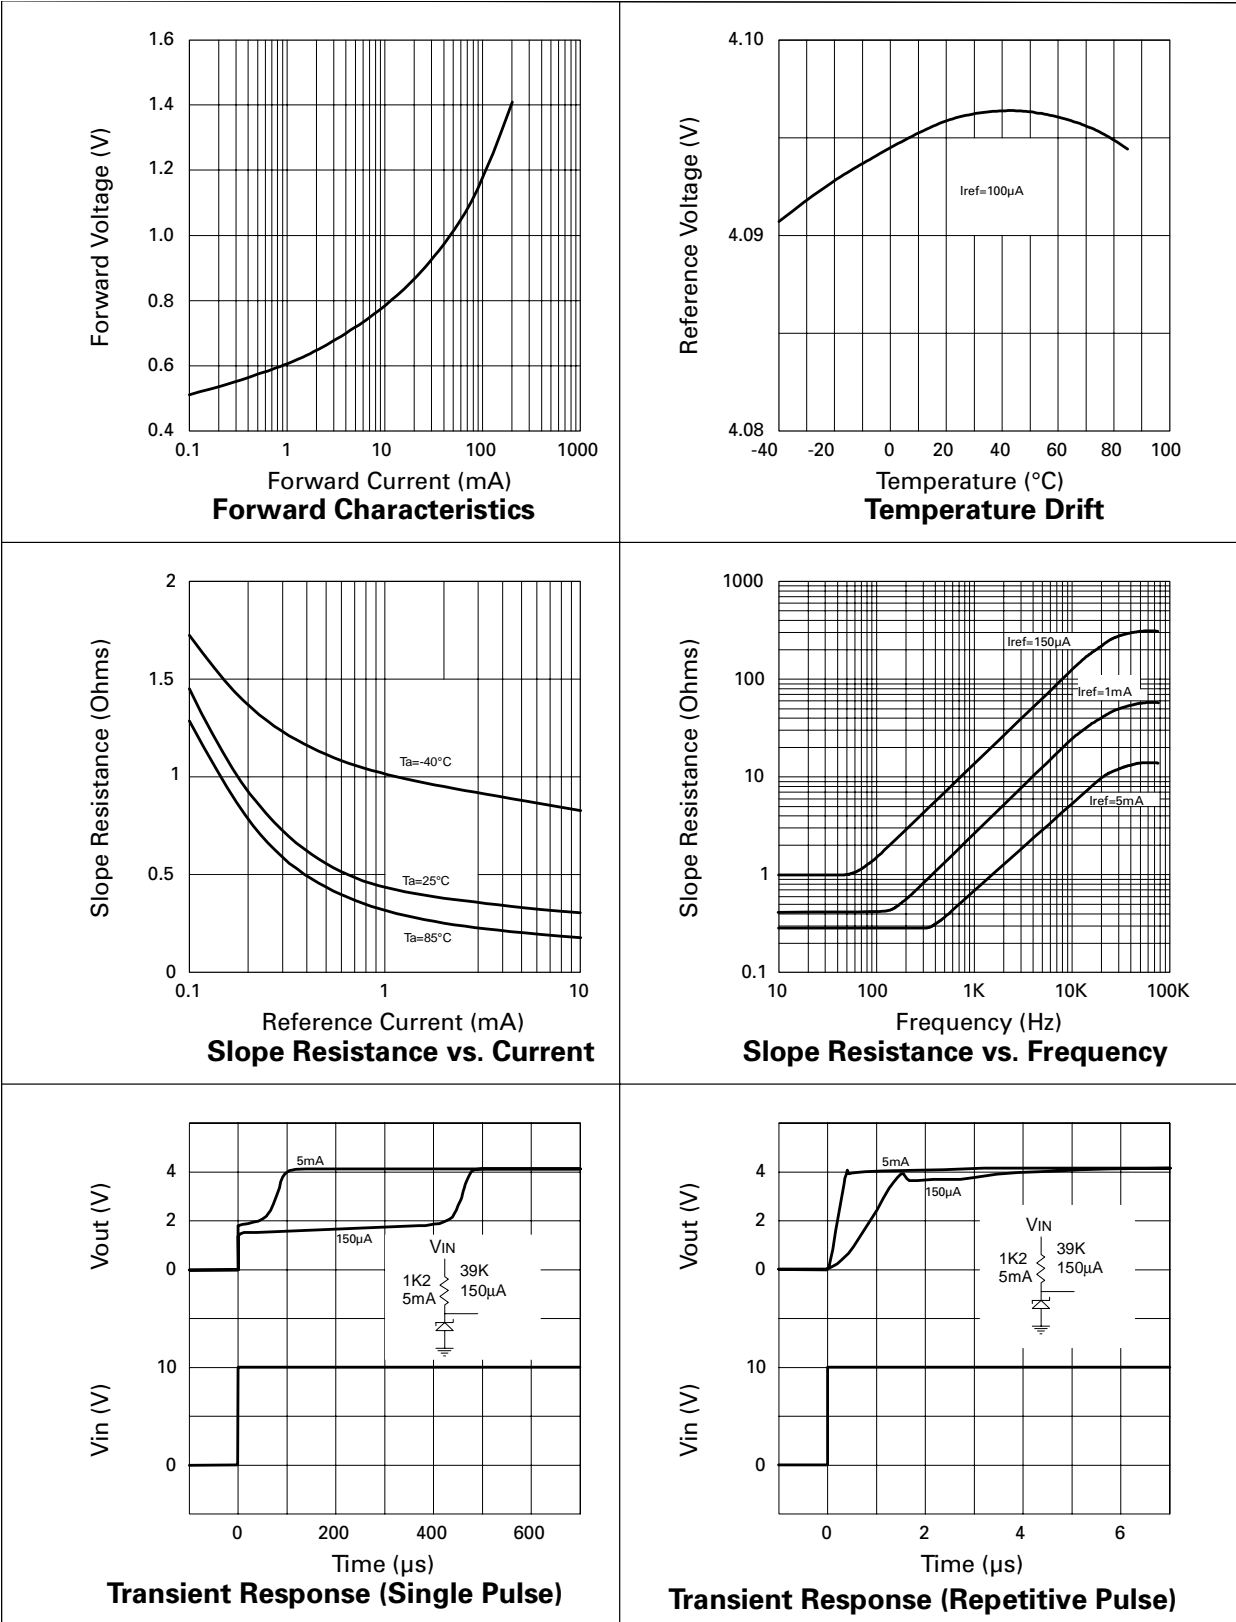 1.6
1.4
1.2
1.0
0.8
0.6
0.4
0.1 1 10 100 1000
Forward Voltage (V)
Forward Current (mA)
Forward Characteristics
4.10
4.09
4.08
-40 -20 0 20 40 60 80 100
Reference Voltage (V)
Iref=100µA
Temperature (°C)
Temperature Drift
2
1.5
1
0.5
0
0.1 1 10
Slope Resistance (Ohms)
Ta=-40°C
Ta=25°C
Ta=85°C
Reference Current (mA)
Slope Resistance vs. Current
1000
100
10
1
0.1
10 100 1K 10K 100K
Slope Resistance (Ohms)
Iref=150µA
Iref=1mA
Iref=5mA
Frequency (Hz)
Slope Resistance vs. Frequency
4
2
0
10
0
Vout (V)
Vin (V)
5mA
150µA
VIN
1K2
5mA
39K
150µA
0 200 400 600
Time (µs)
Transient Response (Single Pulse)
4
2
0
10
0
Vout (V)
Vin (V)
5mA
150µA
VIN
1K2
5mA
39K
150µA
0 2 4 6
Time (µs)
Transient Response (Repetitive Pulse)